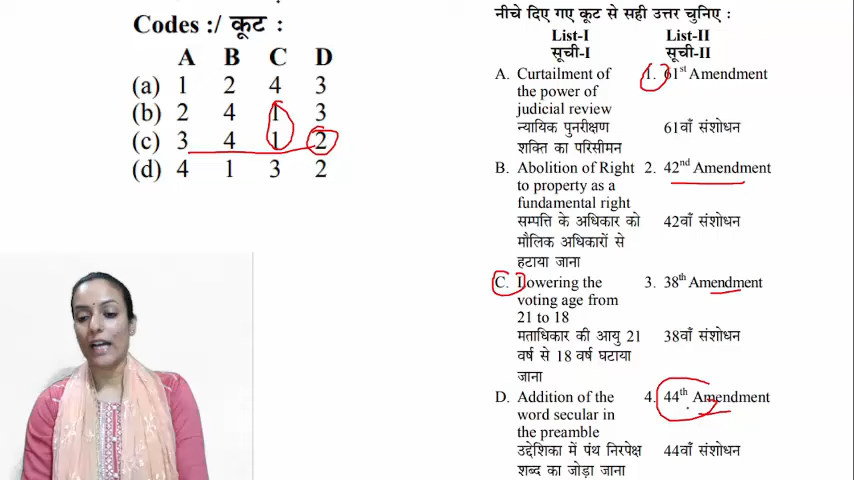 Codes :/ कूट :
A B C D
(a) 1 2 4 3
(b) 2 4 1 3
(c) 3 4 1 2
(d) 4 1 3 2
नीचे दिए गए कूट से सही उत्तर चुनिए :
List-I List-II
सूची-I सूची-II
A. Curtailment of 1. 61st Amendment
the power of
judicial review
न्यायिक पुनरीक्षण 61वाँ संशोधन
शक्ति का परिसीमन
B. Abolition of Right 2. 42nd Amendment
to property as a
fundamental right
सम्पत्ति के अधिकार को 42वाँ संशोधन
मौलिक अधिकारों से
हटाया जाना
C. Lowering the 3. 38th Amendment
voting age from
21 to 18
मताधिकार की आयु 21 38वाँ संशोधन
वर्ष से 18 वर्ष घटाया
जाना
D. Addition of the 4. 44th Amendment
word secular in
the preamble
उद्देशिका में पंथ निरपेक्ष 44वाँ संशोधन
शब्द का जोड़ा जाना